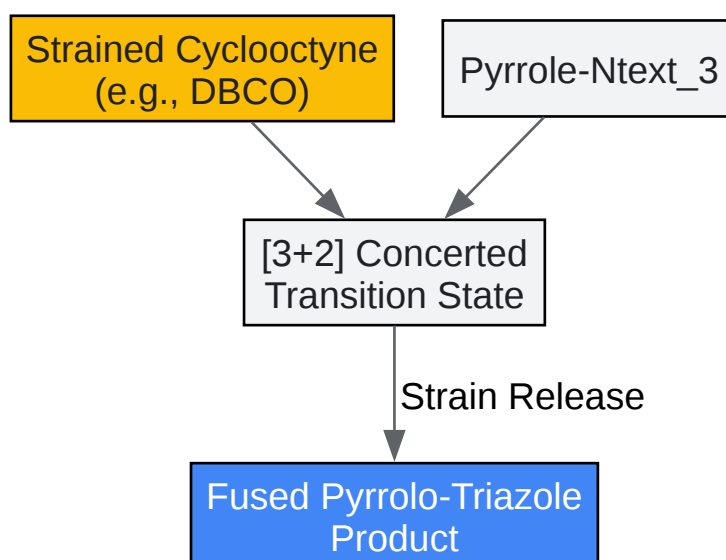 Strained Cyclooctyne
(e.g., DBCO)
Pyrrole-Ntext_3
[3+2] Concerted
Transition State
Strain Release
Fused Pyrrolo-Triazole
Product